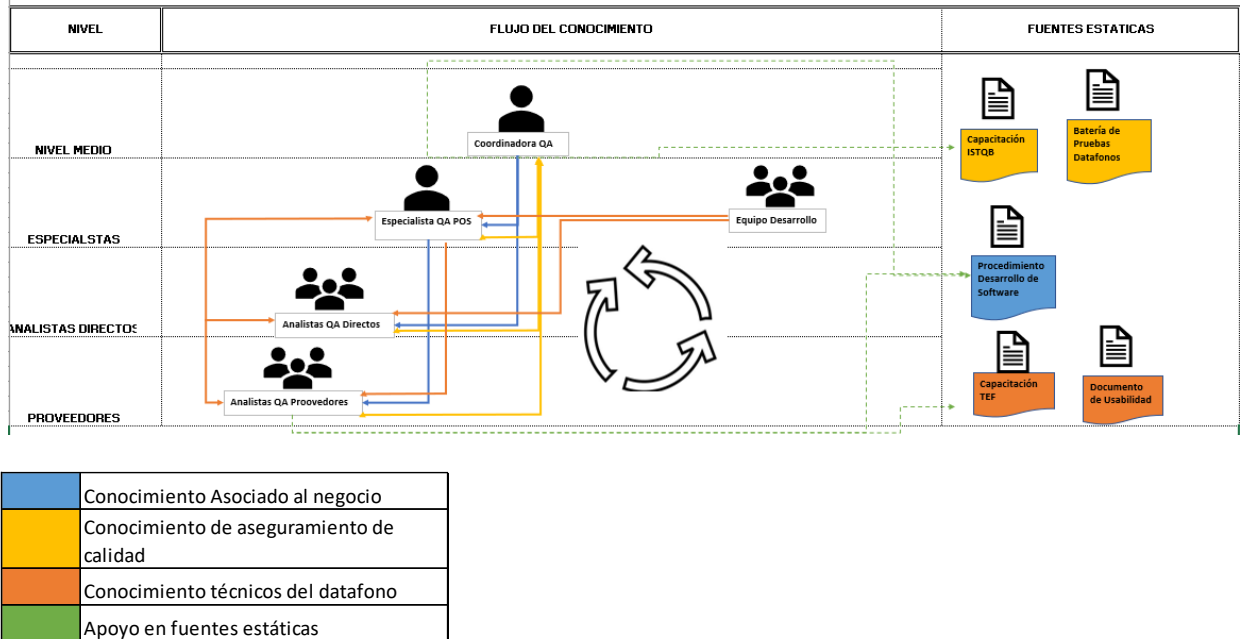 NIVEL
FLUJO DEL CONOCIMIENTO
FUENTES ESTATICAS
NIVEL MEDIO
Coordinadora QA
Capacitación
ISTQB
Batería de
Pruebas
Datafonos
ESPECIALSTAS
Especialista QA POS
Equipo Desarrollo
Procedimiento
Desarrollo de
Software
ANALISTAS DIRECTOS
Analistas QA Directos
PROVEEDORES
Analistas QA Proovedores
Capacitación
TEF
Documento
de Usabilidad
Conocimiento Asociado al negocio
Conocimiento de aseguramiento de
calidad
Conocimiento técnicos del datafono
Apoyo en fuentes estáticas